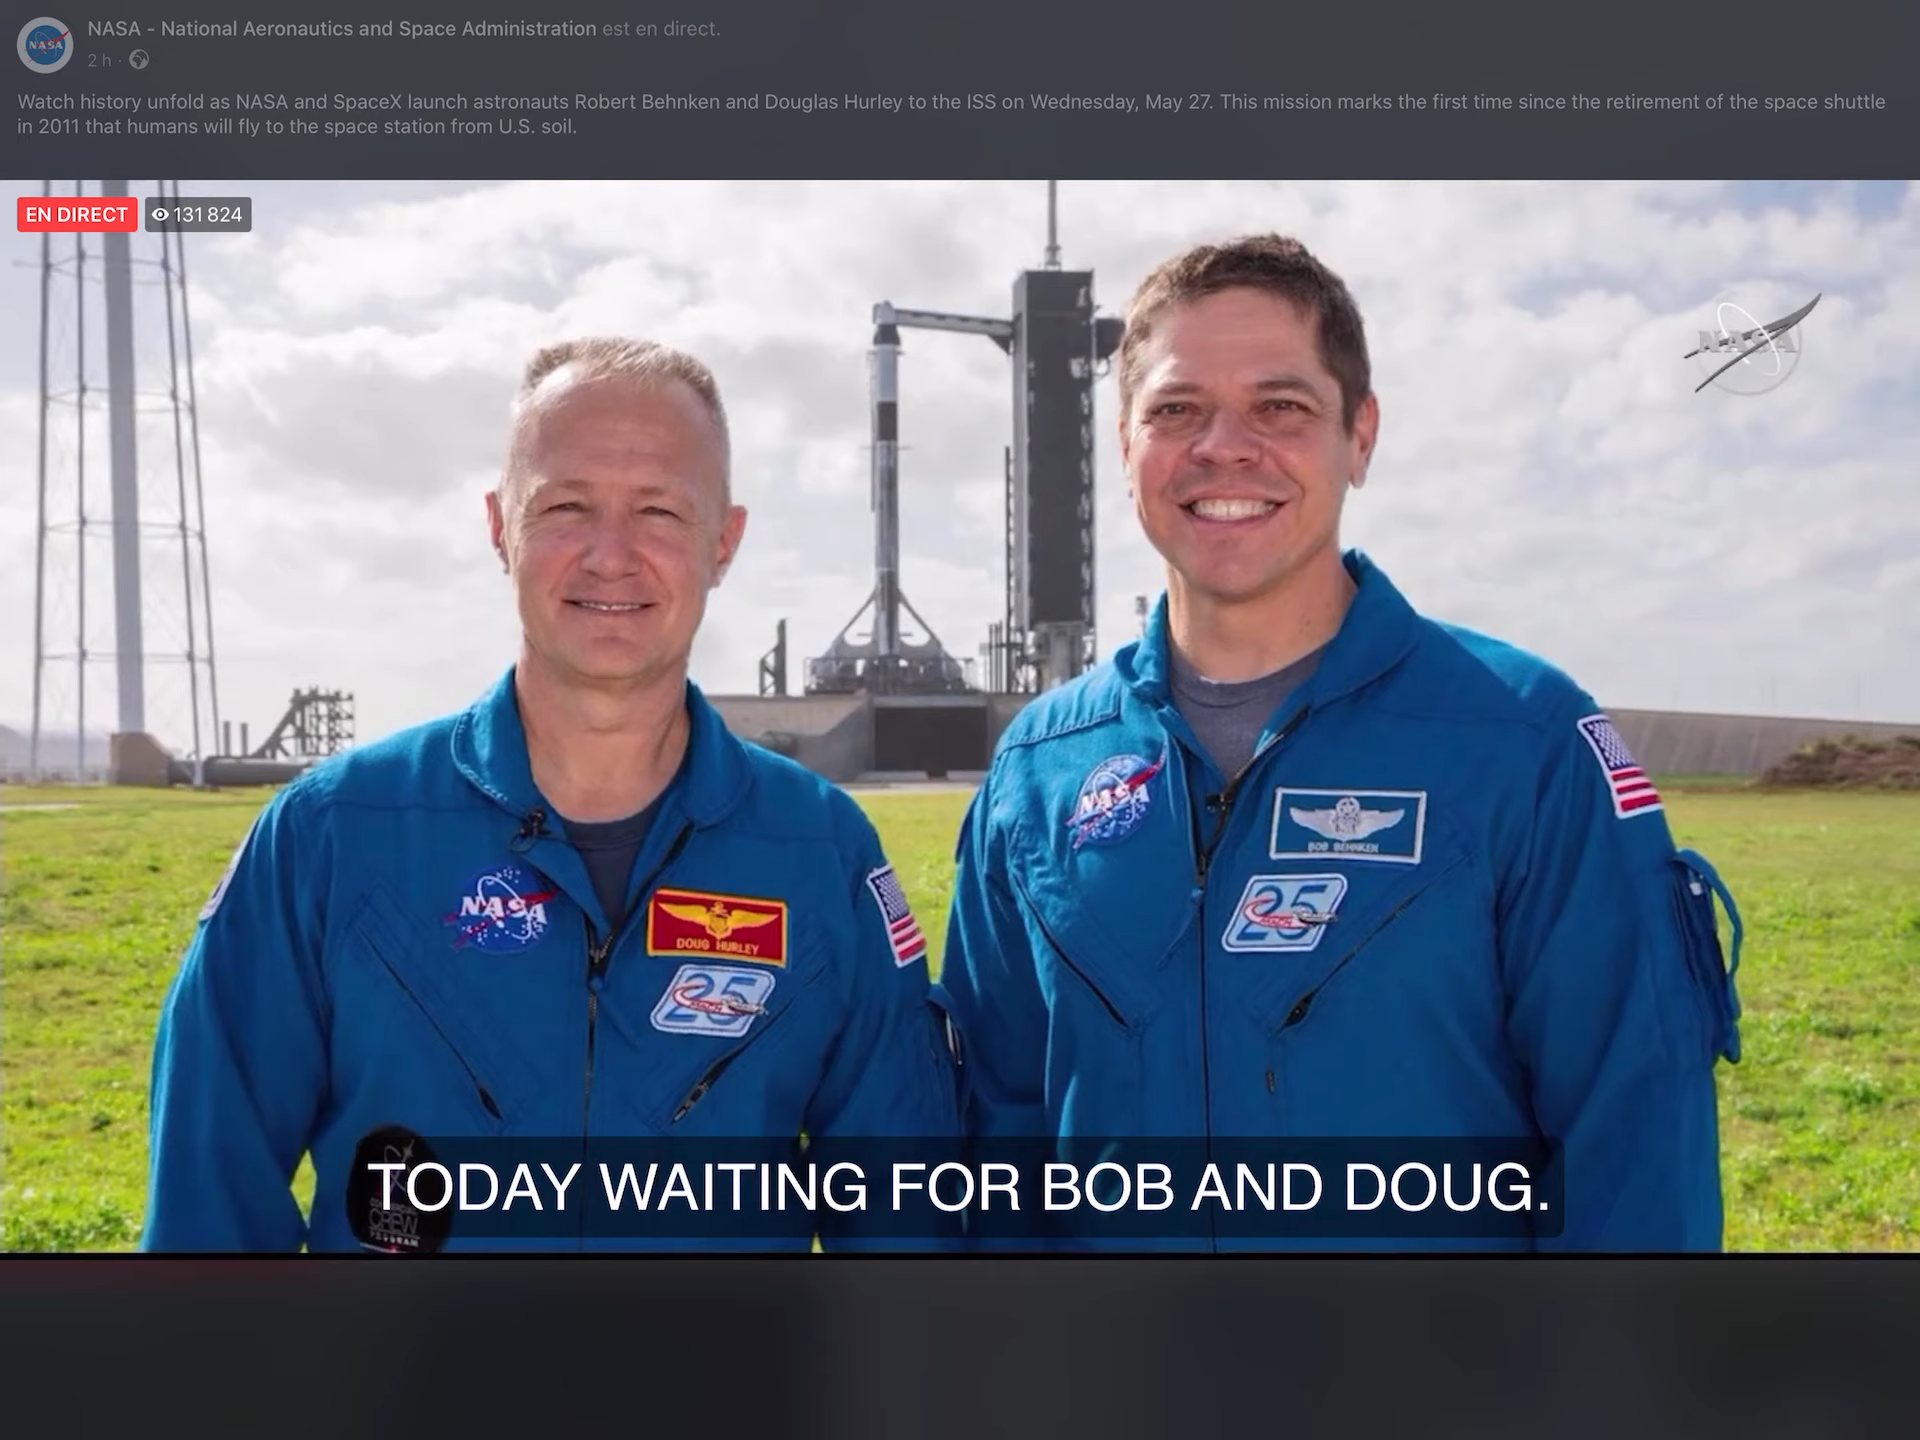 NASA - National Aeronautics and Space Administration est en direct.
2 h ·
Watch history unfold as NASA and SpaceX launch astronauts Robert Behnken and Douglas Hurley to the ISS on Wednesday, May 27. This mission marks the first time since the retirement of the space shuttle
in 2011 that humans will fly to the space station from U.S. soil.
EN DIRECT 131 824
NASA
NASA
BOB BEHNKEN
25
MACH
NASA
DOUG HURLEY
25
MACH
CREW
PROGRAM
TODAY WAITING FOR BOB AND DOUG.